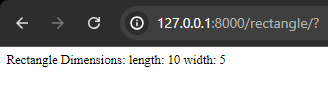 127.0.0.1:8000/rectangle/?
Rectangle Dimensions: length: 10 width: 5